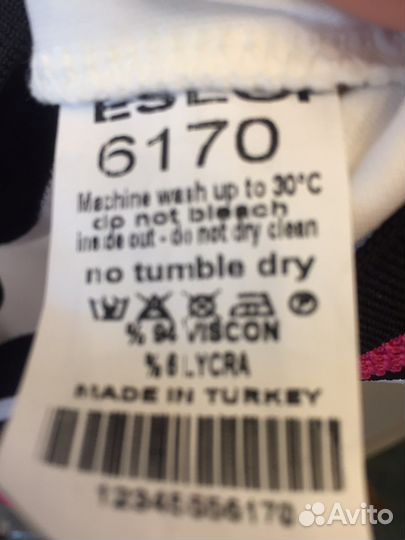 6170
Machine wash up to 30°C
do not bleach
inside out - do not dry clean
no tumble dry
% 94 VISCON
% 6 LYCRA
MADE IN TURKEY
Avito